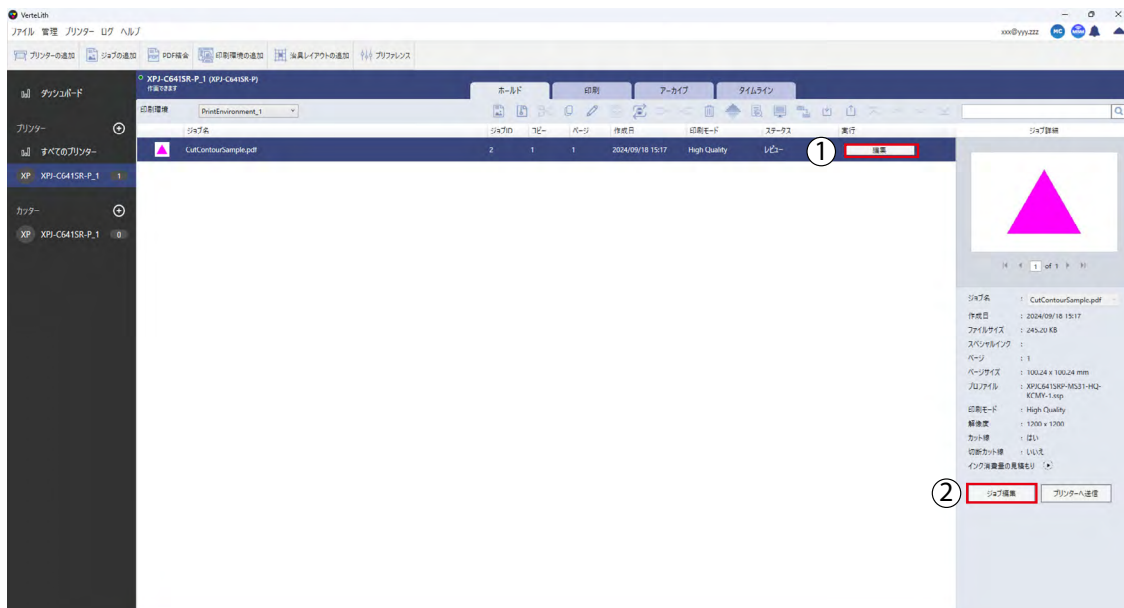 VerteLith
ファイル 管理 プリンター ログ ヘルプ
xxx@yyy.zzz MC
プリンターの追加 ジョブの追加 PDF統合 印刷環境の追加 治具レイアウトの追加 プリファレンス
ダッシュボード
XPJ-C641SR-P_1 (XPJ-C641SR-P)
作画できます
ホールド 印刷 アーカイブ タイムライン
印刷環境 PrintEnvironment_1
プリンター
ジョブ名 ジョブID コピー ページ 作成日 印刷モード ステータス 実行 ジョブ詳細
すべてのプリンター
CutContourSample.pdf 2 1 1 2024/09/18 15:17 High Quality レビュー ① 編集
XP XPJ-C641SR-P_1 1
カッター
XP XPJ-C641SR-P_1 0
1 of 1
ジョブ名 : CutContourSample.pdf
作成日 : 2024/09/18 15:17
ファイルサイズ : 245.20 KB
スペシャルインク :
ページ : 1
ページサイズ : 100.24 x 100.24 mm
プロファイル : XPJC641SRP-MS31-HQ-
KCMY-1.ssp
印刷モード : High Quality
解像度 : 1200 x 1200
カット線 : はい
切断カット線 : いいえ
インク消費量の見積もり
② ジョブ編集 プリンターへ送信